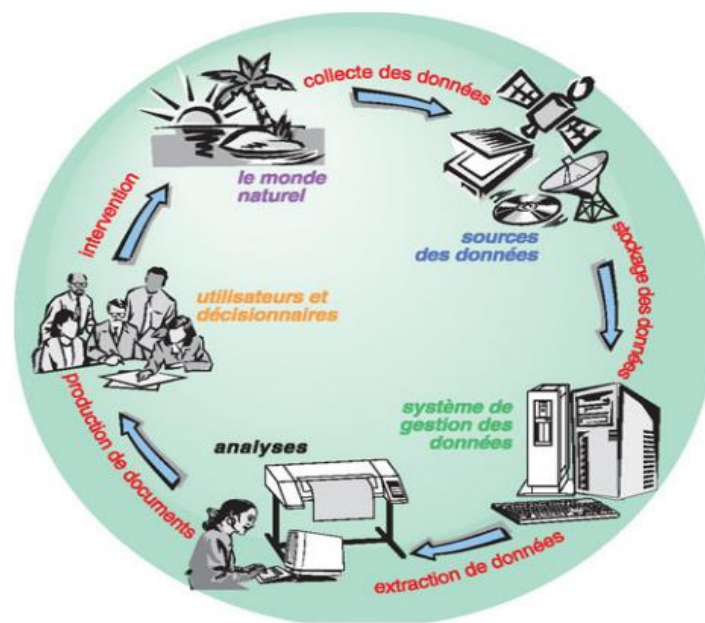 collecte des données
le monde
naturel
sources
des données
stockage des données
système de
gestion des
données
extraction de données
analyses
production de documents
utilisateurs et
décisionnaires
intervention